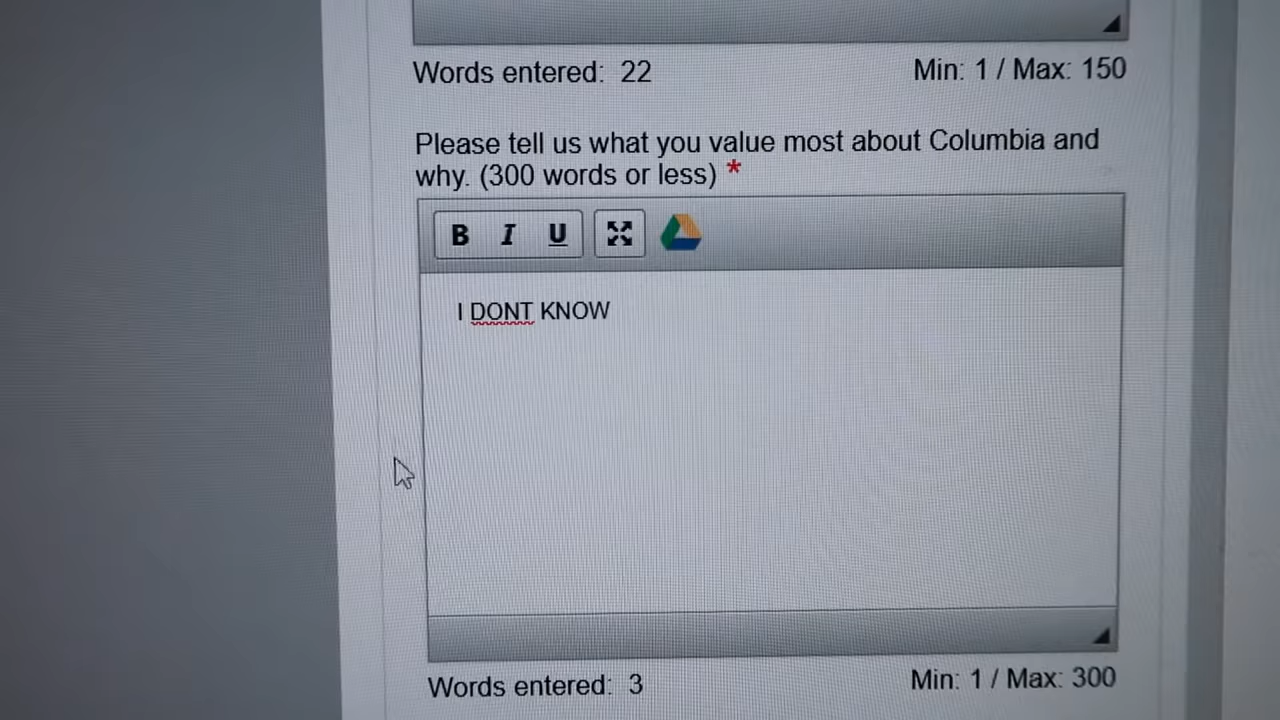 Words entered: 22 Min: 1 / Max: 150
Please tell us what you value most about Columbia and
why. (300 words or less) *
B I U
I DONT KNOW
Words entered: 3 Min: 1 / Max: 300